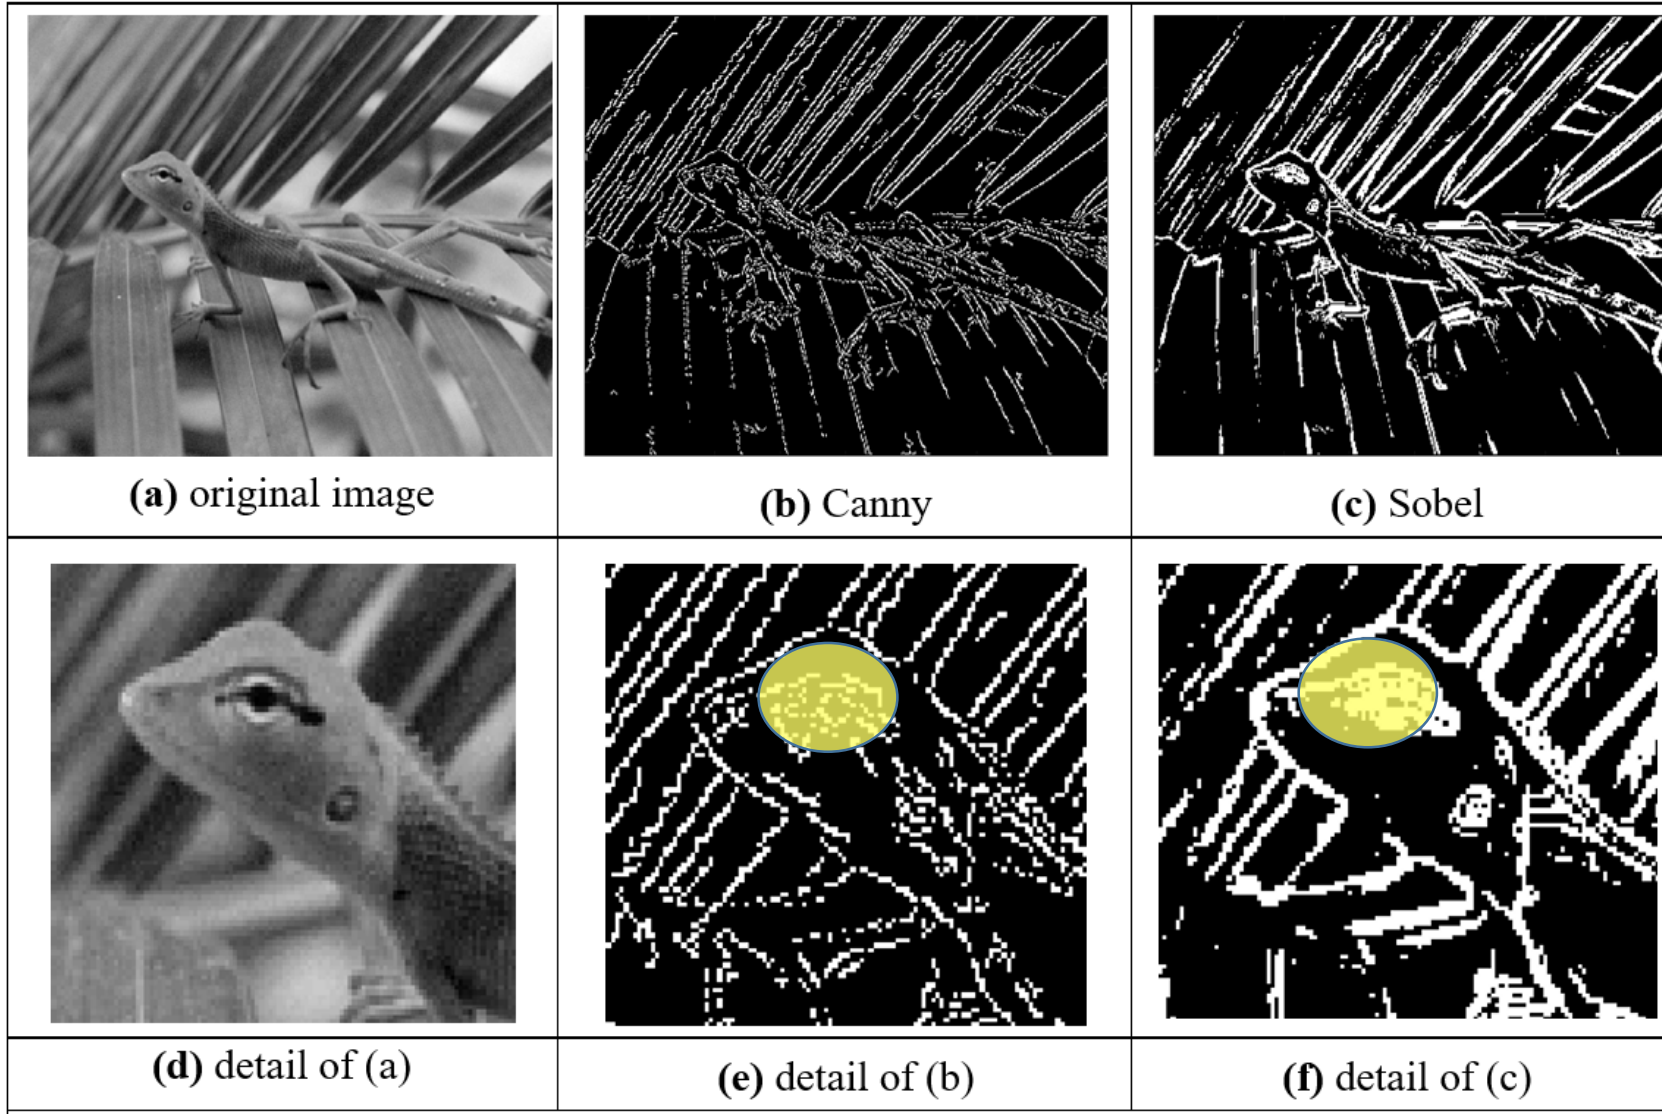 (a) original image
(b) Canny
(c) Sobel
(d) detail of (a)
(e) detail of (b)
(f) detail of (c)